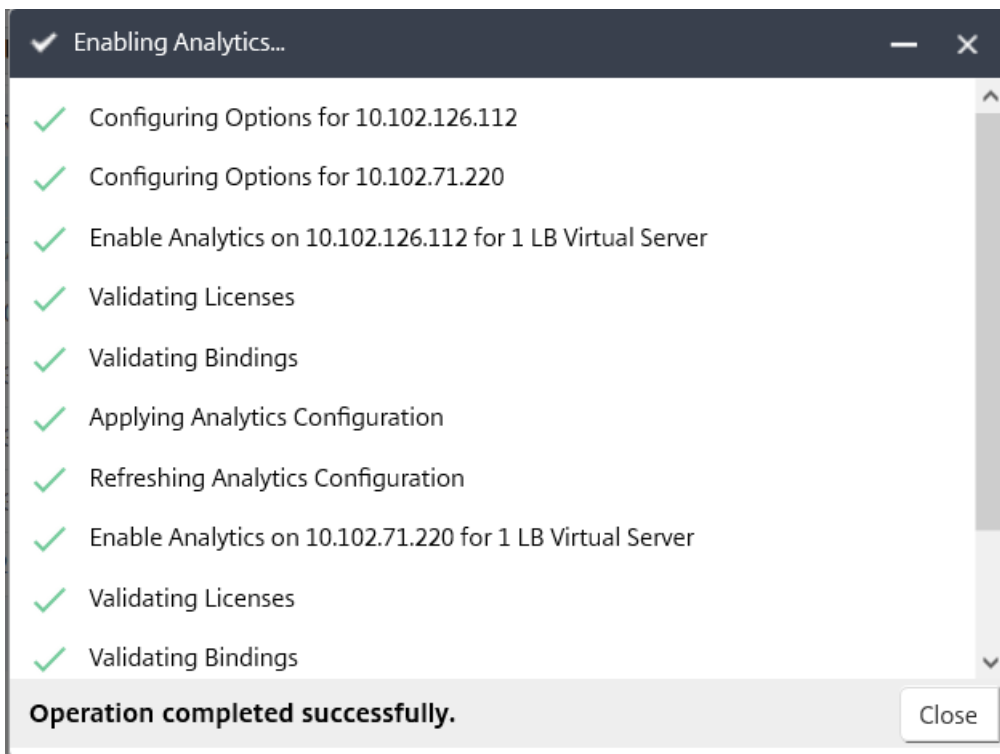 Enabling Analytics...
Configuring Options for 10.102.126.112
Configuring Options for 10.102.71.220
Enable Analytics on 10.102.126.112 for 1 LB Virtual Server
Validating Licenses
Validating Bindings
Applying Analytics Configuration
Refreshing Analytics Configuration
Enable Analytics on 10.102.71.220 for 1 LB Virtual Server
Validating Licenses
Validating Bindings
Operation completed successfully.
Close